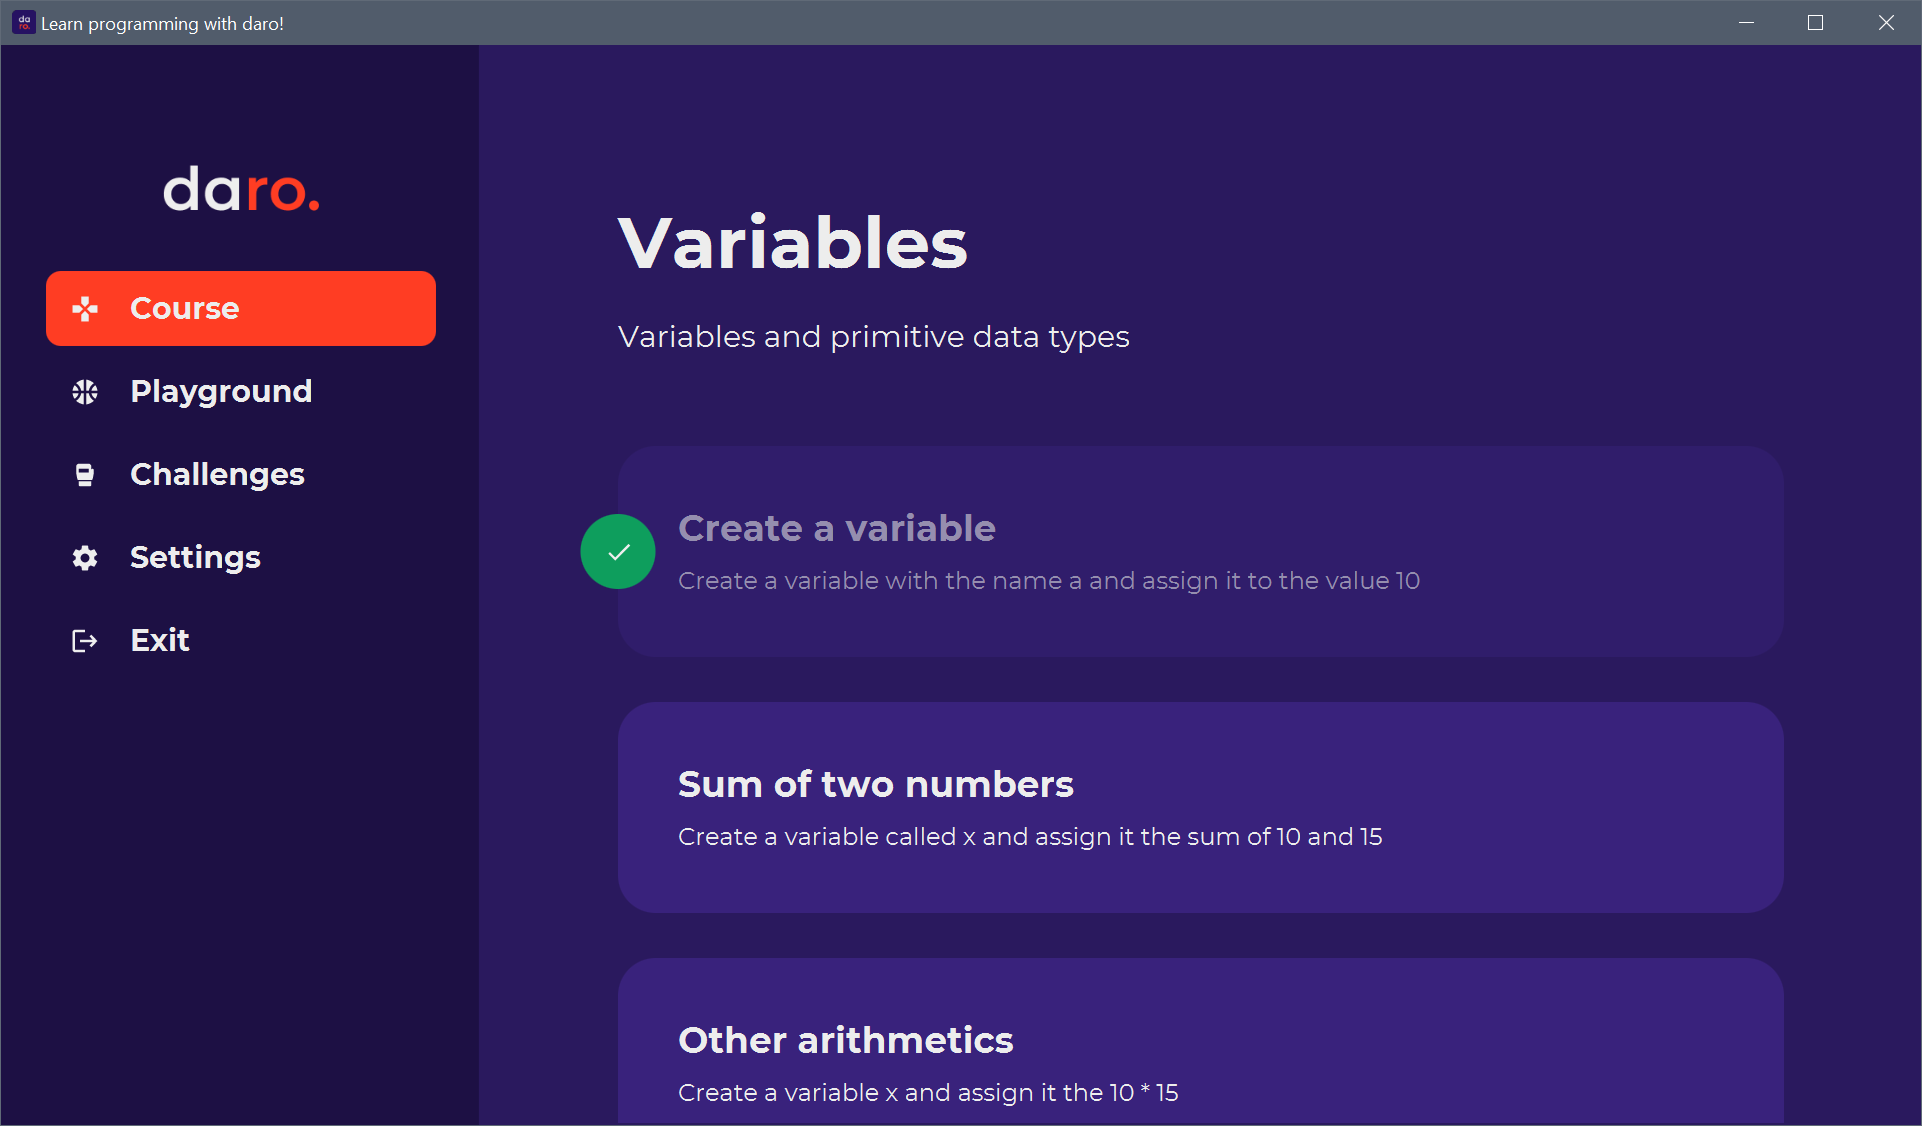 da
ro.
Learn programming with daro!
daro.
Course
Playground
Challenges
Settings
Exit
Variables
Variables and primitive data types
Create a variable
Create a variable with the name a and assign it to the value 10
Sum of two numbers
Create a variable called x and assign it the sum of 10 and 15
Other arithmetics
Create a variable x and assign it the 10 * 15